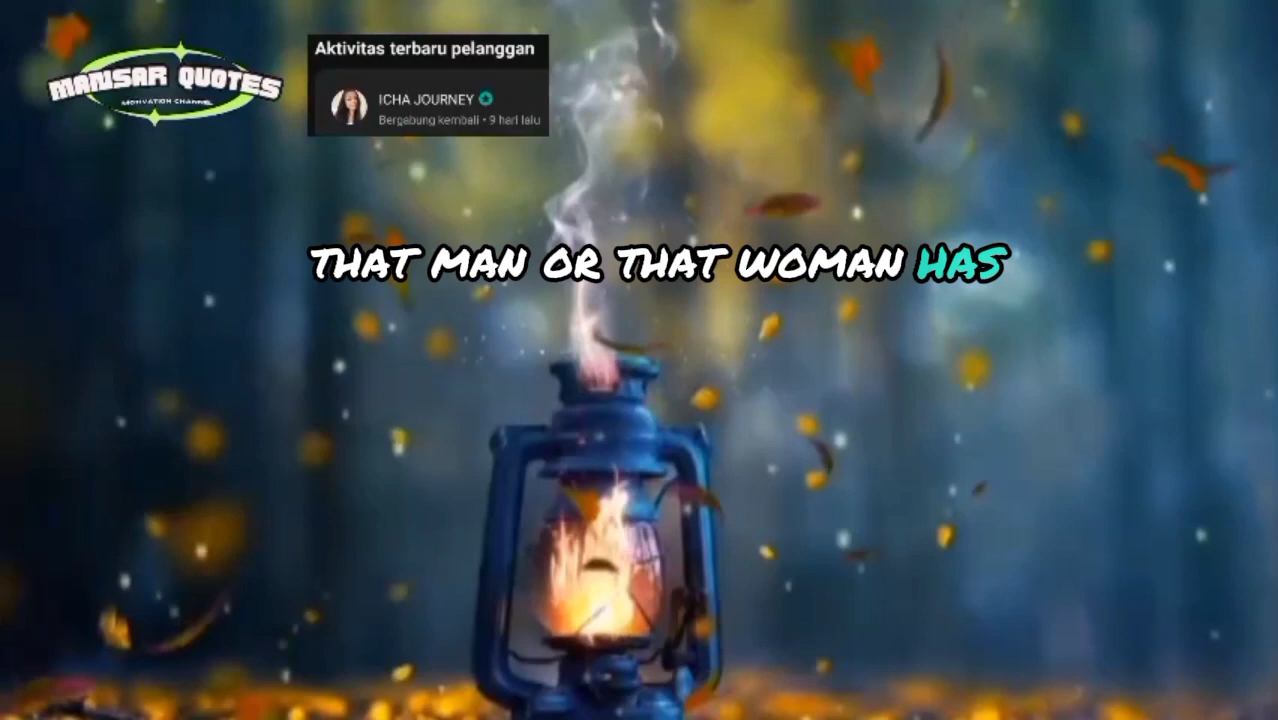 MANSAR QUOTES
MOTIVATION CHANNEL
Aktivitas terbaru pelanggan
ICHA JOURNEY
Bergabung kembali • 9 hari lalu
THAT MAN OR THAT WOMAN HAS